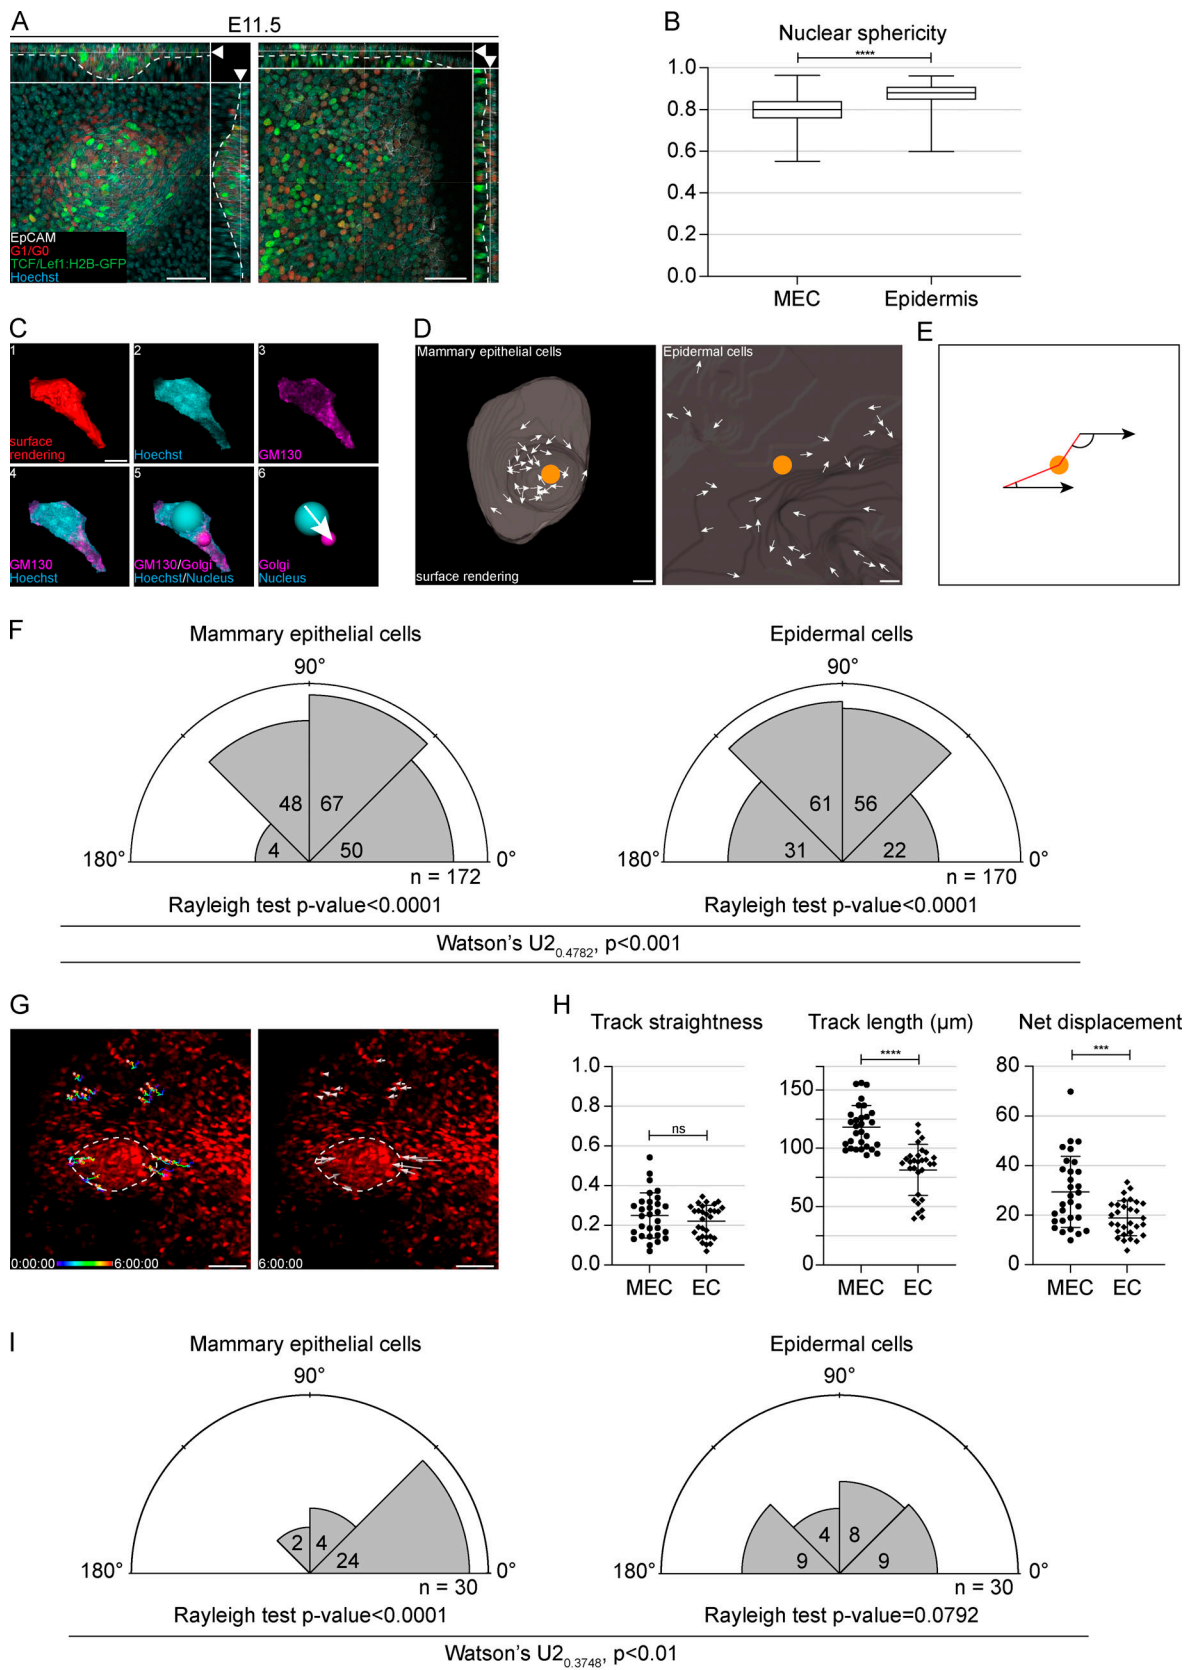 A
E11.5
EpCAM
G1/G0
TCF/Lef1:H2B-GFP
Hoechst
B
Nuclear sphericity
****
1.0
0.8
0.6
0.4
0.2
0.0
MEC
Epidermis
C
1
surface
rendering
2
Hoechst
3
GM130
4
GM130
Hoechst
5
GM130/Golgi
Hoechst/Nucleus
6
Golgi
Nucleus
D
Mammary epithelial cells
surface rendering
Epidermal cells
E
F
Mammary epithelial cells
90°
48
67
4
50
180°
0°
n = 172
Rayleigh test p-value<0.0001
Epidermal cells
90°
61
56
31
22
180°
0°
n = 170
Rayleigh test p-value<0.0001
Watson's U20.4782, p<0.001
G
0:00:00
6:00:00
6:00:00
H
Track straightness
1.0
0.8
0.6
0.4
0.2
0.0
ns
MEC
EC
Track length (µm)
****
150
100
50
0
MEC
EC
Net displacement
***
80
60
40
20
0
MEC
EC
I
Mammary epithelial cells
90°
2
4
24
180°
0°
n = 30
Rayleigh test p-value<0.0001
Epidermal cells
90°
4
8
9
9
180°
0°
n = 30
Rayleigh test p-value=0.0792
Watson's U20.3748, p<0.01